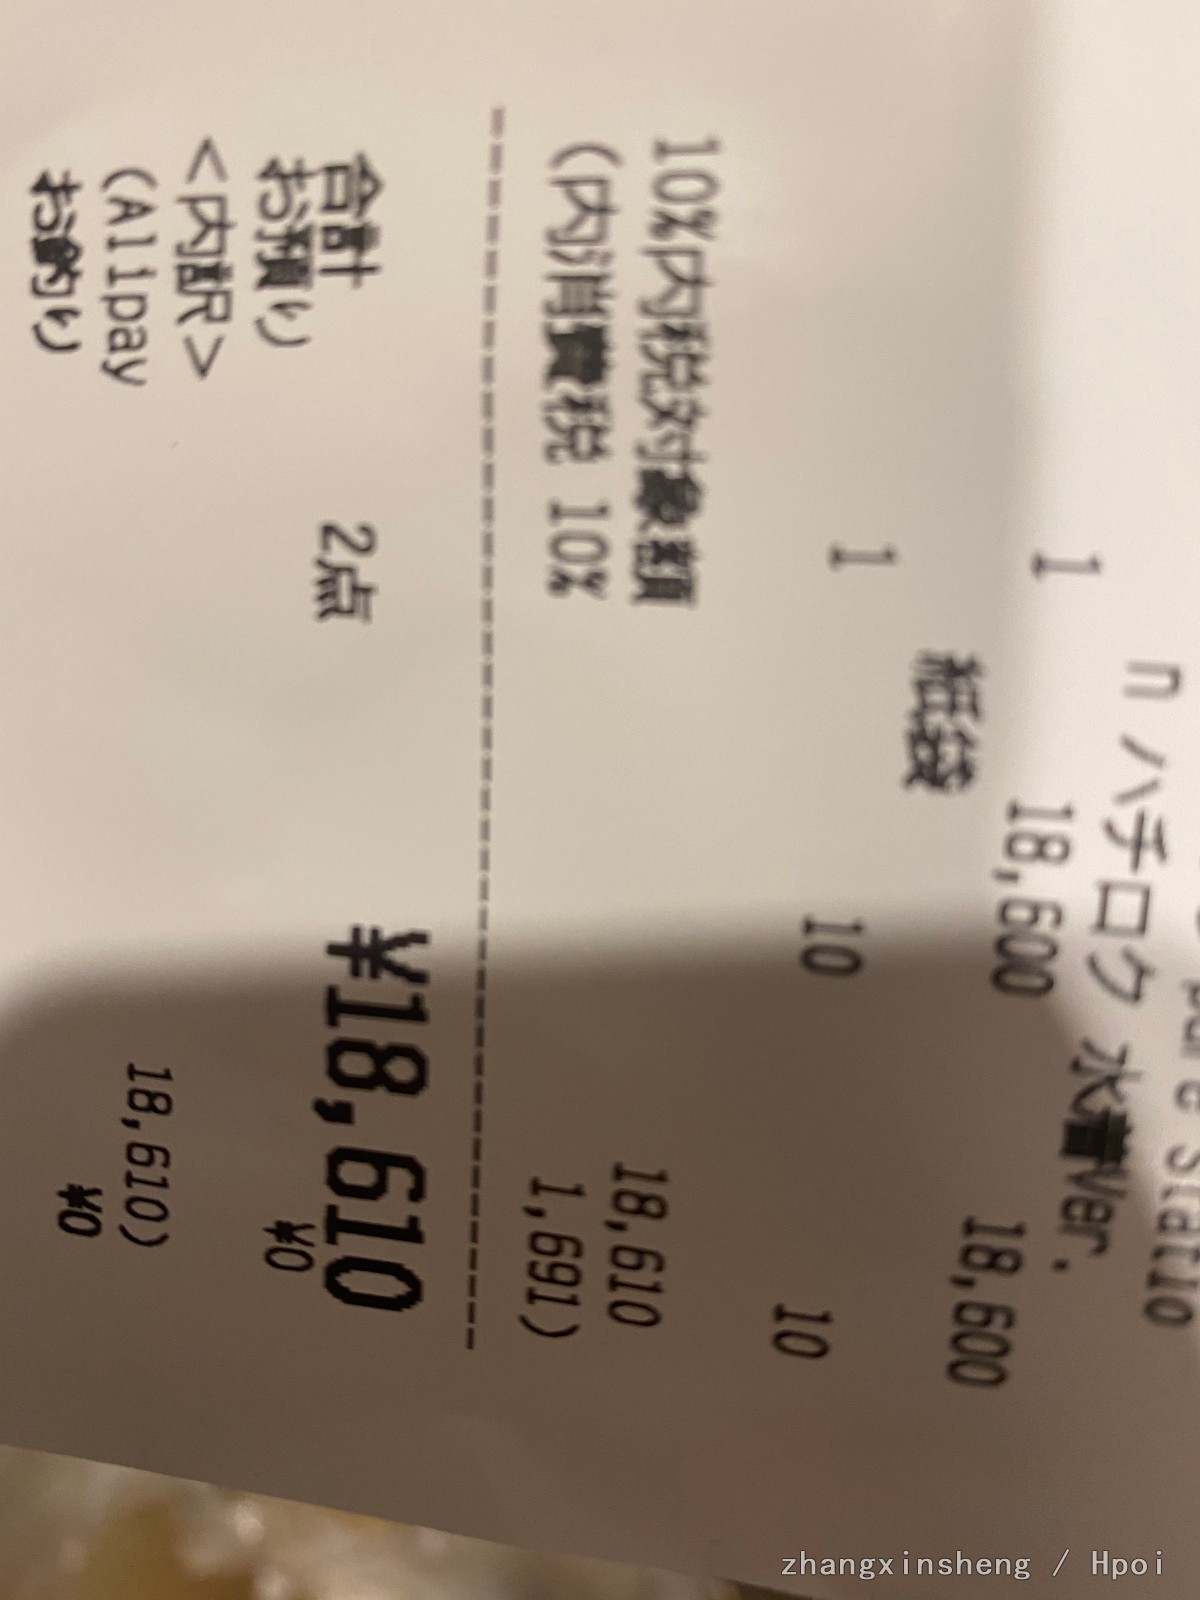 pure statio
n ハチロク 水着ver.
1 18,600 18,600
紙袋
1 10 10
10%内税対象額 18,610
(内消費税 10% 1,691)
合計 2点 ¥18,610
お預り ¥0
<内訳>
(Alipay 18,610)
お釣り ¥0
zhangxinsheng / Hpoi